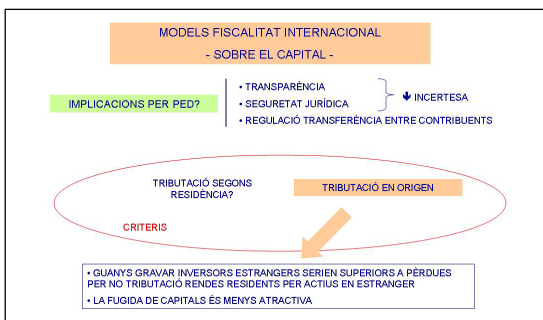 MODELS FISCALITAT INTERNACIONAL
- SOBRE EL CAPITAL -
IMPLICACIONS PER PED?
• TRANSPARÈNCIA
• SEGURETAT JURÍDICA
🡻 INCERTESA
• REGULACIÓ TRANSFERÈNCIA ENTRE CONTRIBUENTS
TRIBUTACIÓ SEGONS
RESIDÈNCIA?
TRIBUTACIÓ EN ORIGEN
CRITERIS
• GUANYS GRAVAR INVERSORS ESTRANGERS SERIEN SUPERIORS A PÈRDUES
PER NO TRIBUTACIÓ RENDES RESIDENTS PER ACTIUS EN ESTRANGER
• LA FUGIDA DE CAPITALS ÉS MENYS ATRACTIVA